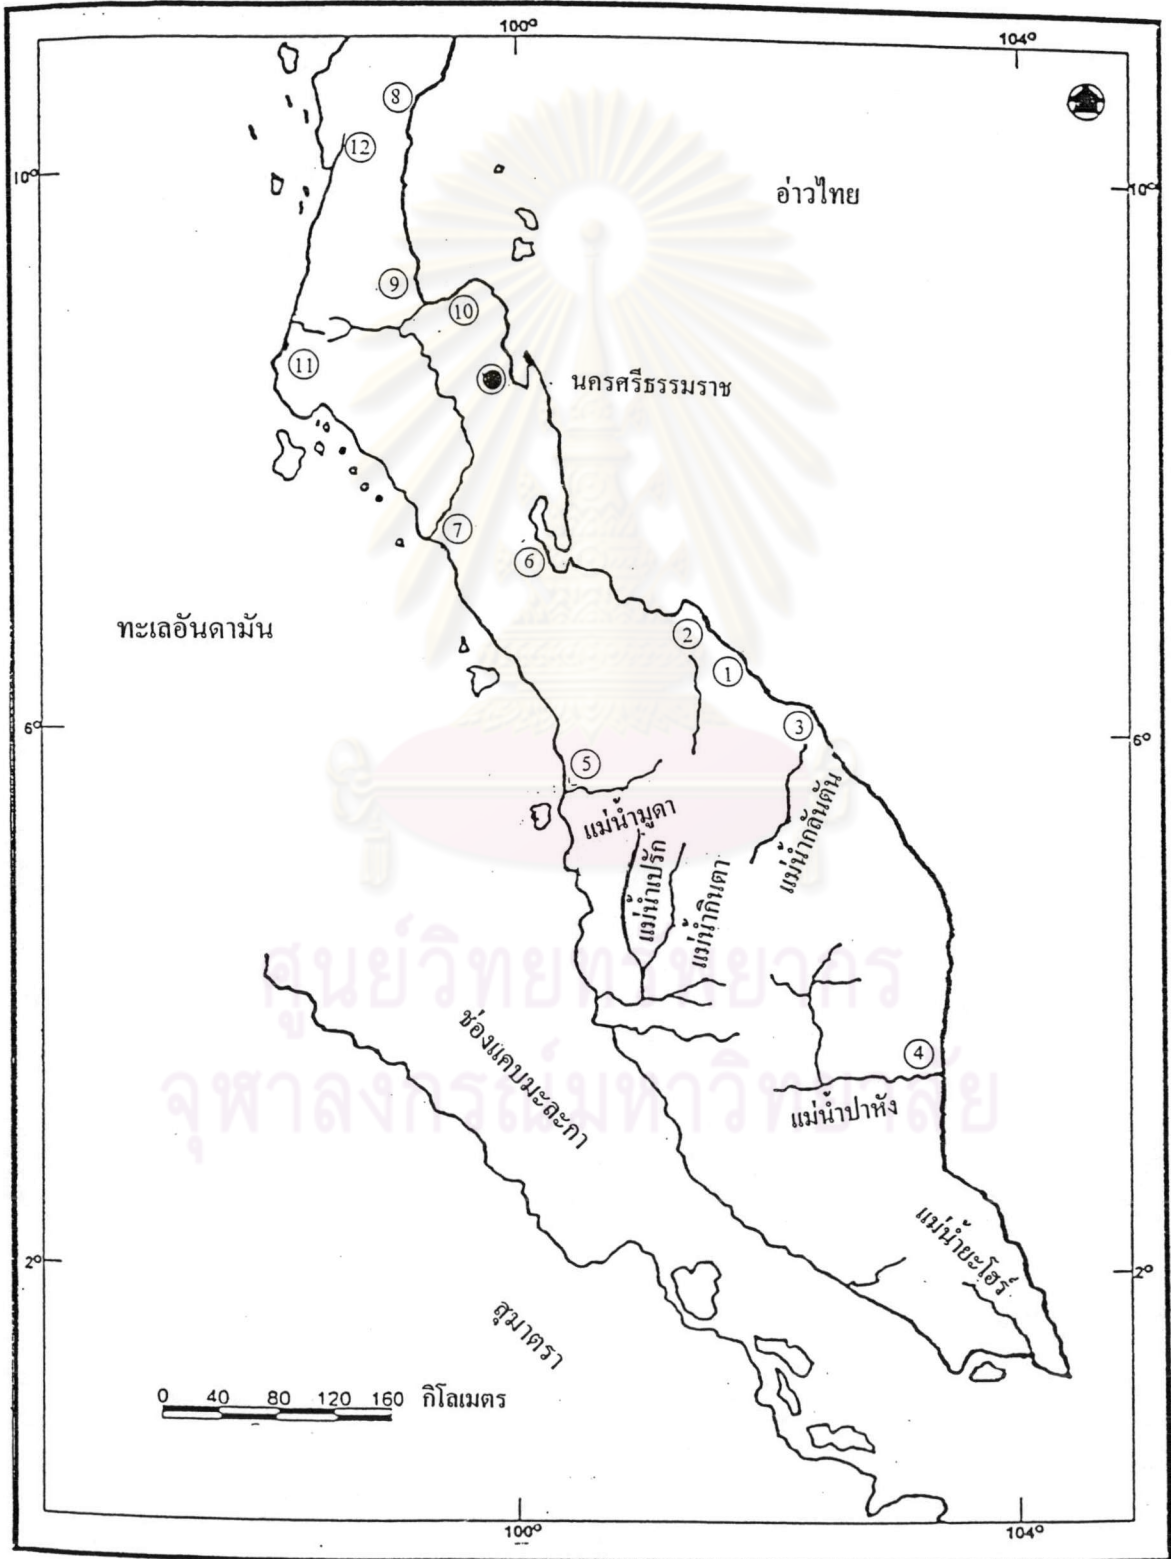 100° 104°
8
12
10° 10°
อ่าวไทย
9
10
11
นครศรีธรรมราช
7
6
ทะเลอันดามัน
2
1
3
6° 6°
5
แม่น้ำมูดา
แม่น้ำกลันตัน
แม่น้ำเปรัก
แม่น้ำกินตา
ศูนย์วิทยทรัพยากร
ช่องแคบมะละกา
4
จุฬาลงกรณ์มหาวิทยาลัย
แม่น้ำปาหัง
แม่น้ำยะโฮร์
2° 2°
สุมาตรา
0 40 80 120 160 กิโลเมตร
100° 104°